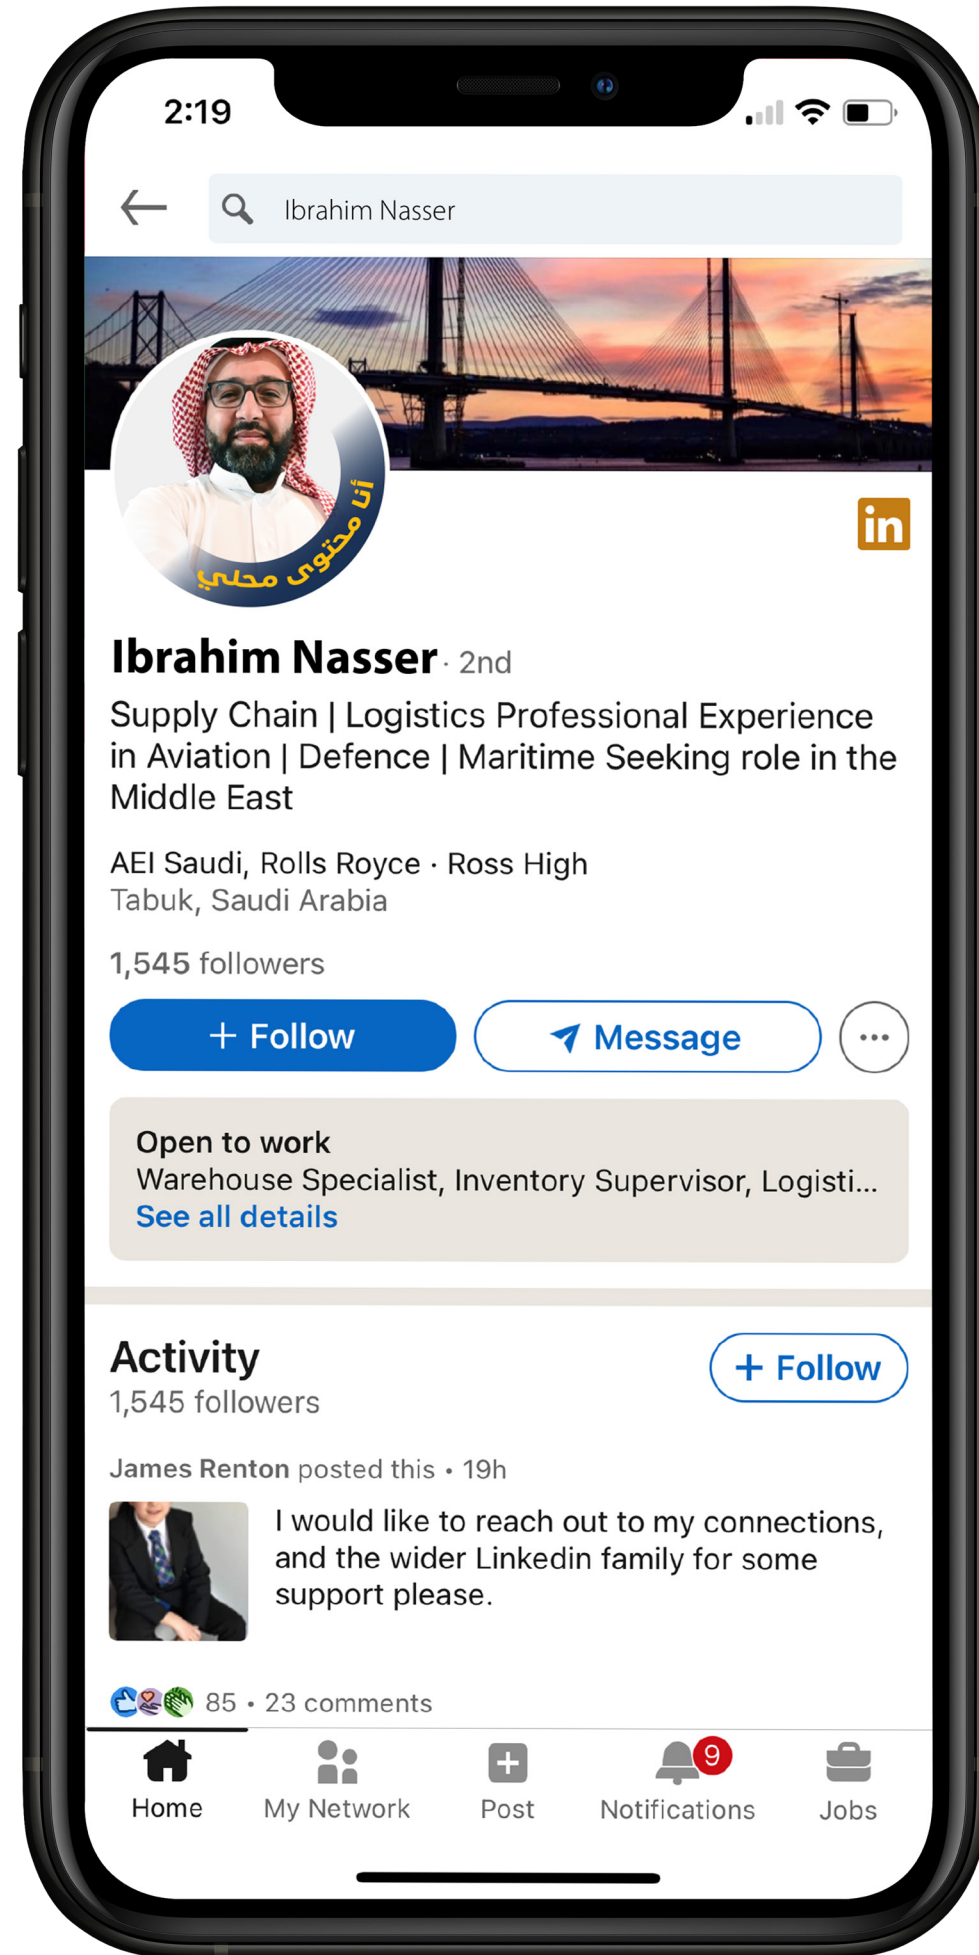 2:19
Ibrahim Nasser
أنا محتوى محلي
in
Ibrahim Nasser · 2nd
Supply Chain | Logistics Professional Experience
in Aviation | Defence | Maritime Seeking role in the
Middle East
AEI Saudi, Rolls Royce · Ross High
Tabuk, Saudi Arabia
1,545 followers
+ Follow
Message
Open to work
Warehouse Specialist, Inventory Supervisor, Logisti...
See all details
Activity
+ Follow
1,545 followers
James Renton posted this • 19h
I would like to reach out to my connections,
and the wider Linkedin family for some
support please.
85 • 23 comments
9
Home
My Network
Post
Notifications
Jobs